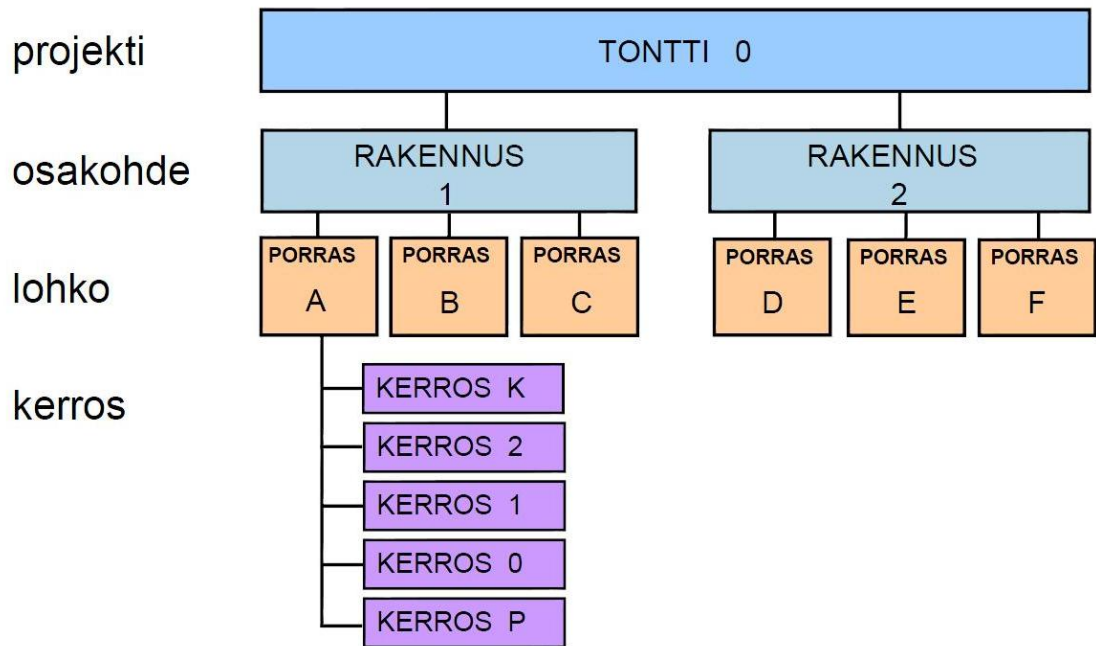 projekti
TONTTI 0
osakohde
RAKENNUS
1
RAKENNUS
2
lohko
PORRAS
A
PORRAS
B
PORRAS
C
PORRAS
D
PORRAS
E
PORRAS
F
kerros
KERROS K
KERROS 2
KERROS 1
KERROS 0
KERROS P